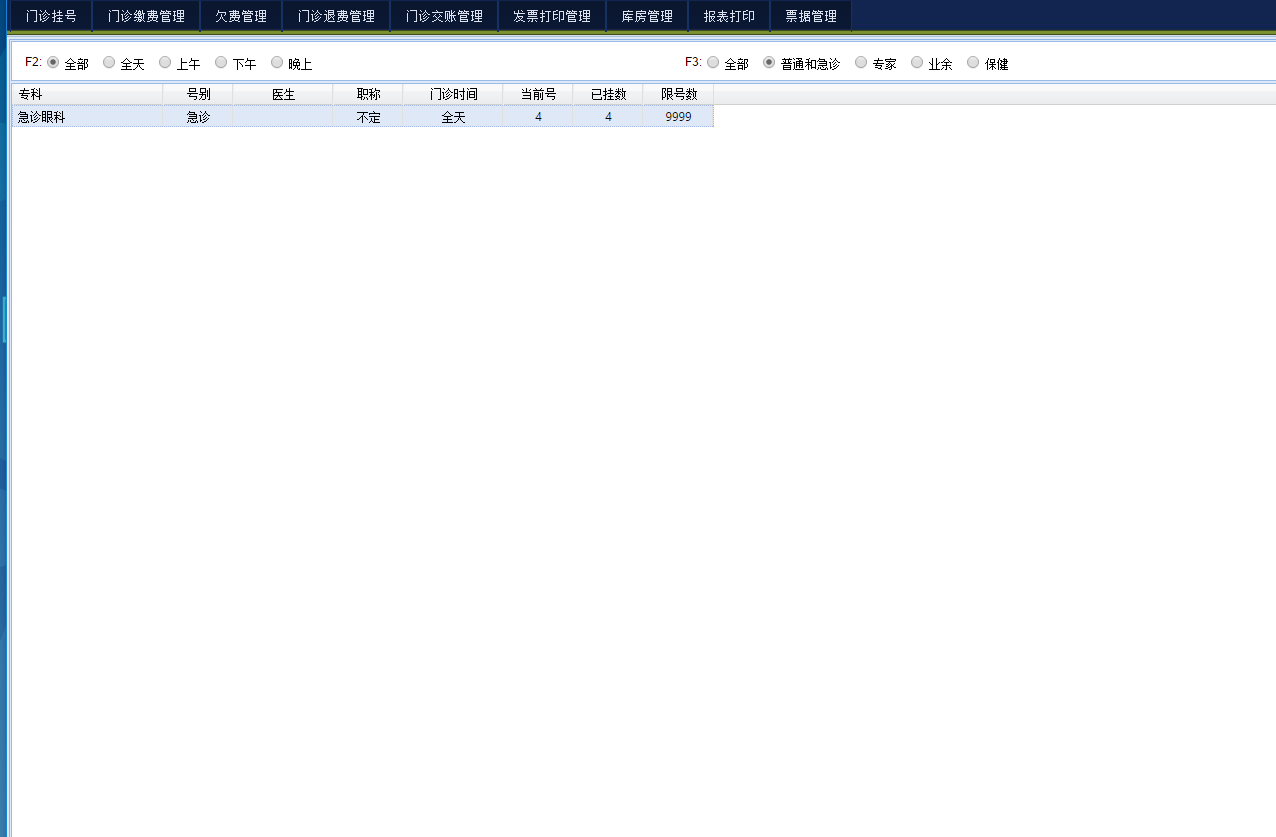 门诊挂号 门诊缴费管理 欠费管理 门诊退费管理 门诊交账管理 发票打印管理 库房管理 报表打印 票据管理
F2: 全部 全天 上午 下午 晚上 F3: 全部 普通和急诊 专家 业余 保健
专科 号别 医生 职称 门诊时间 当前号 已挂数 限号数
急诊眼科 急诊 不定 全天 4 4 9999